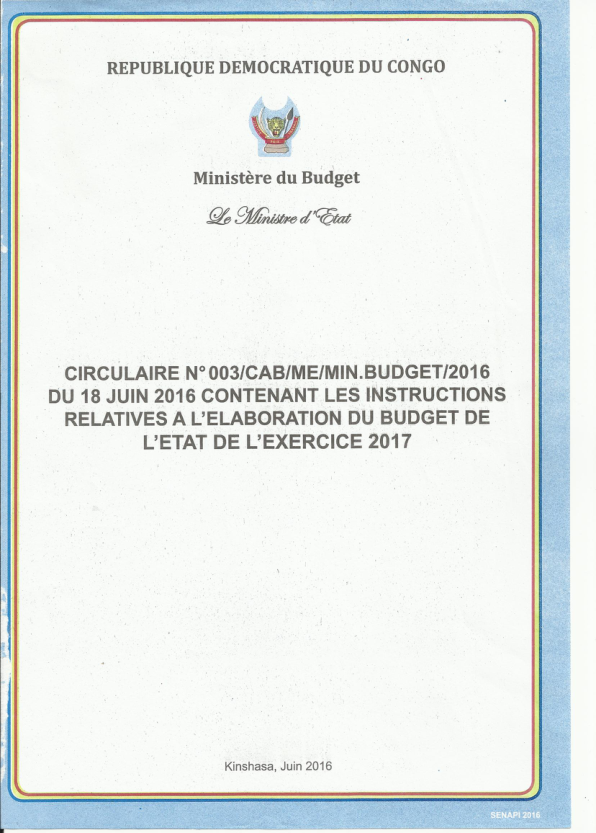 REPUBLIQUE DEMOCRATIQUE DU CONGO
Ministère du Budget
Le Ministre d'Etat
CIRCULAIRE N° 003/CAB/ME/MIN.BUDGET/2016
DU 18 JUIN 2016 CONTENANT LES INSTRUCTIONS
RELATIVES A L'ELABORATION DU BUDGET DE
L'ETAT DE L'EXERCICE 2017
Kinshasa, Juin 2016
SENAPI 2016